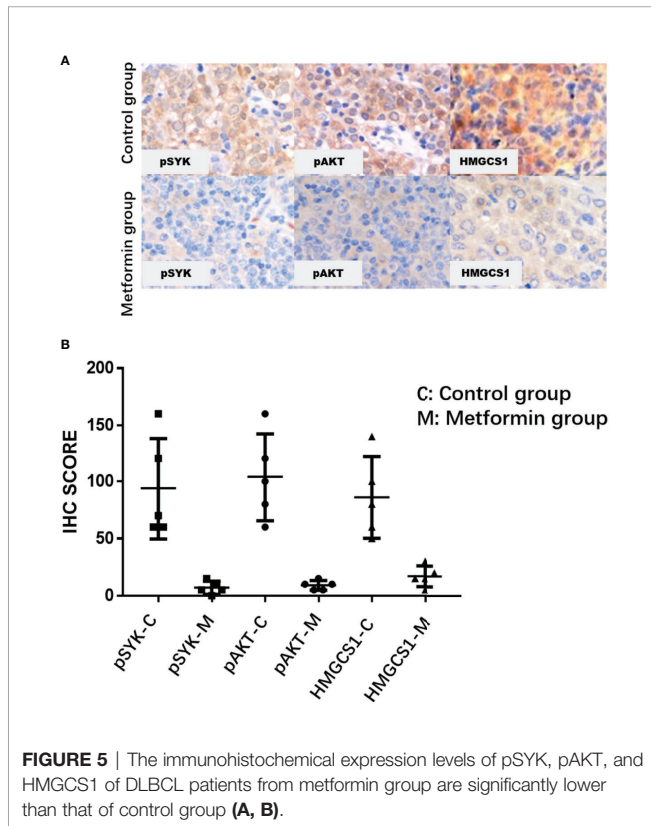 A
Control group
pSYK
pAKT
HMGCS1
Metformin group
pSYK
pAKT
HMGCS1
B
IHC SCORE
200
150
100
50
0
C: Control group
M: Metformin group
pSYK-C
pSYK-M
pAKT-C
pAKT-M
HMGCS1-C
HMGCS1-M
FIGURE 5 | The immunohistochemical expression levels of pSYK, pAKT, and
HMGCS1 of DLBCL patients from metformin group are significantly lower
than that of control group (A, B).